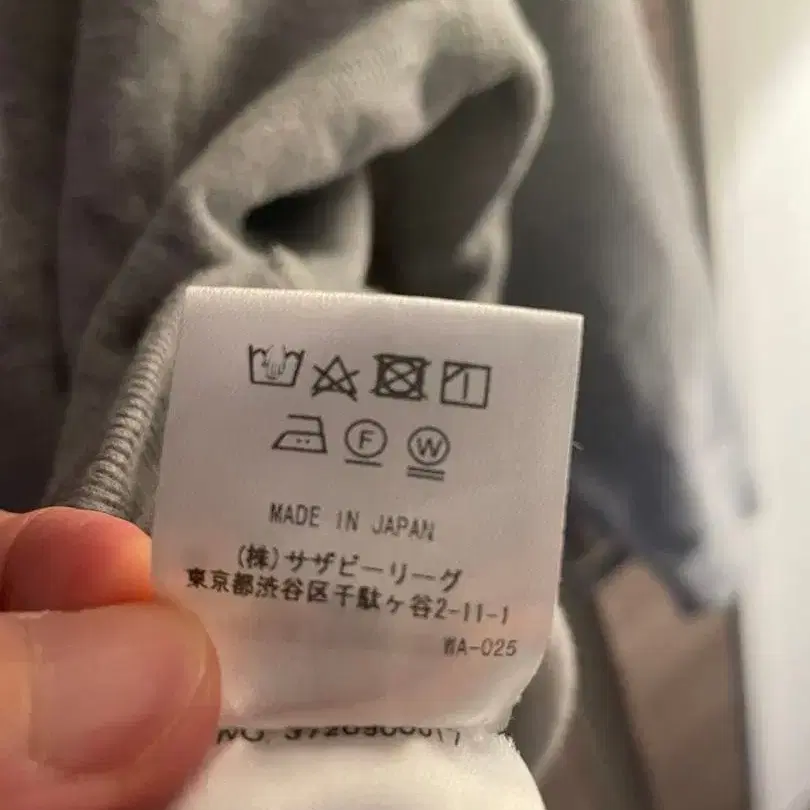 F W
MADE IN JAPAN
(株)サザビーリーグ
東京都渋谷区千駄ヶ谷2-11-1
WA-025